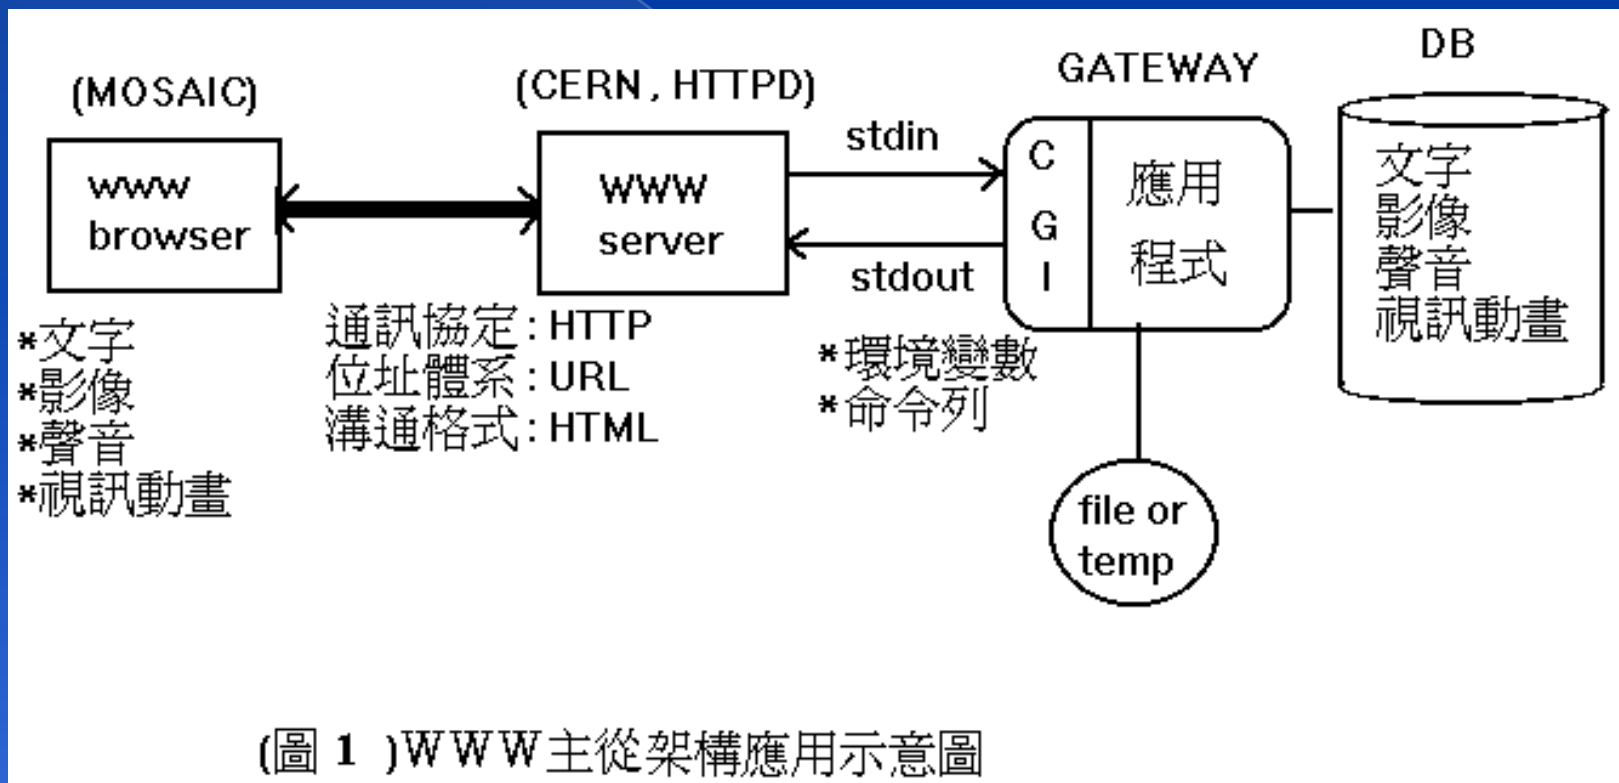 (MOSAIC)
www
browser
*文字
*影像
*聲音
*視訊動畫
(CERN, HTTPD)
WWW
server
通訊協定:HTTP
位址體系:URL
溝通格式:HTML
stdin
stdout
*環境變數
*命令列
GATEWAY
C
G
I
應用
程式
file or
temp
DB
文字
影像
聲音
視訊動畫
(圖 1 )WWW主從架構應用示意圖